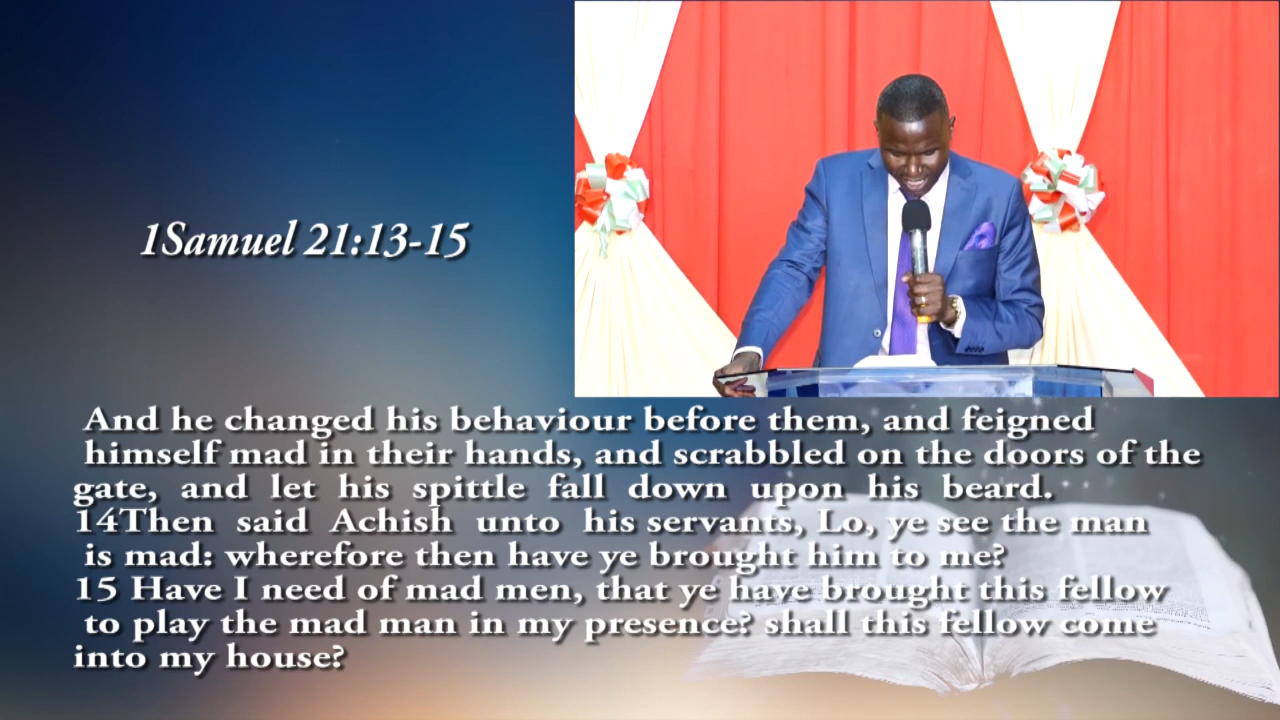 1Samuel 21:13-15
And he changed his behaviour before them, and feigned
himself mad in their hands, and scrabbled on the doors of the
gate, and let his spittle fall down upon his beard.
14Then said Achish unto his servants, Lo, ye see the man
is mad: wherefore then have ye brought him to me?
15 Have I need of mad men, that ye have brought this fellow
to play the mad man in my presence? shall this fellow come
into my house?